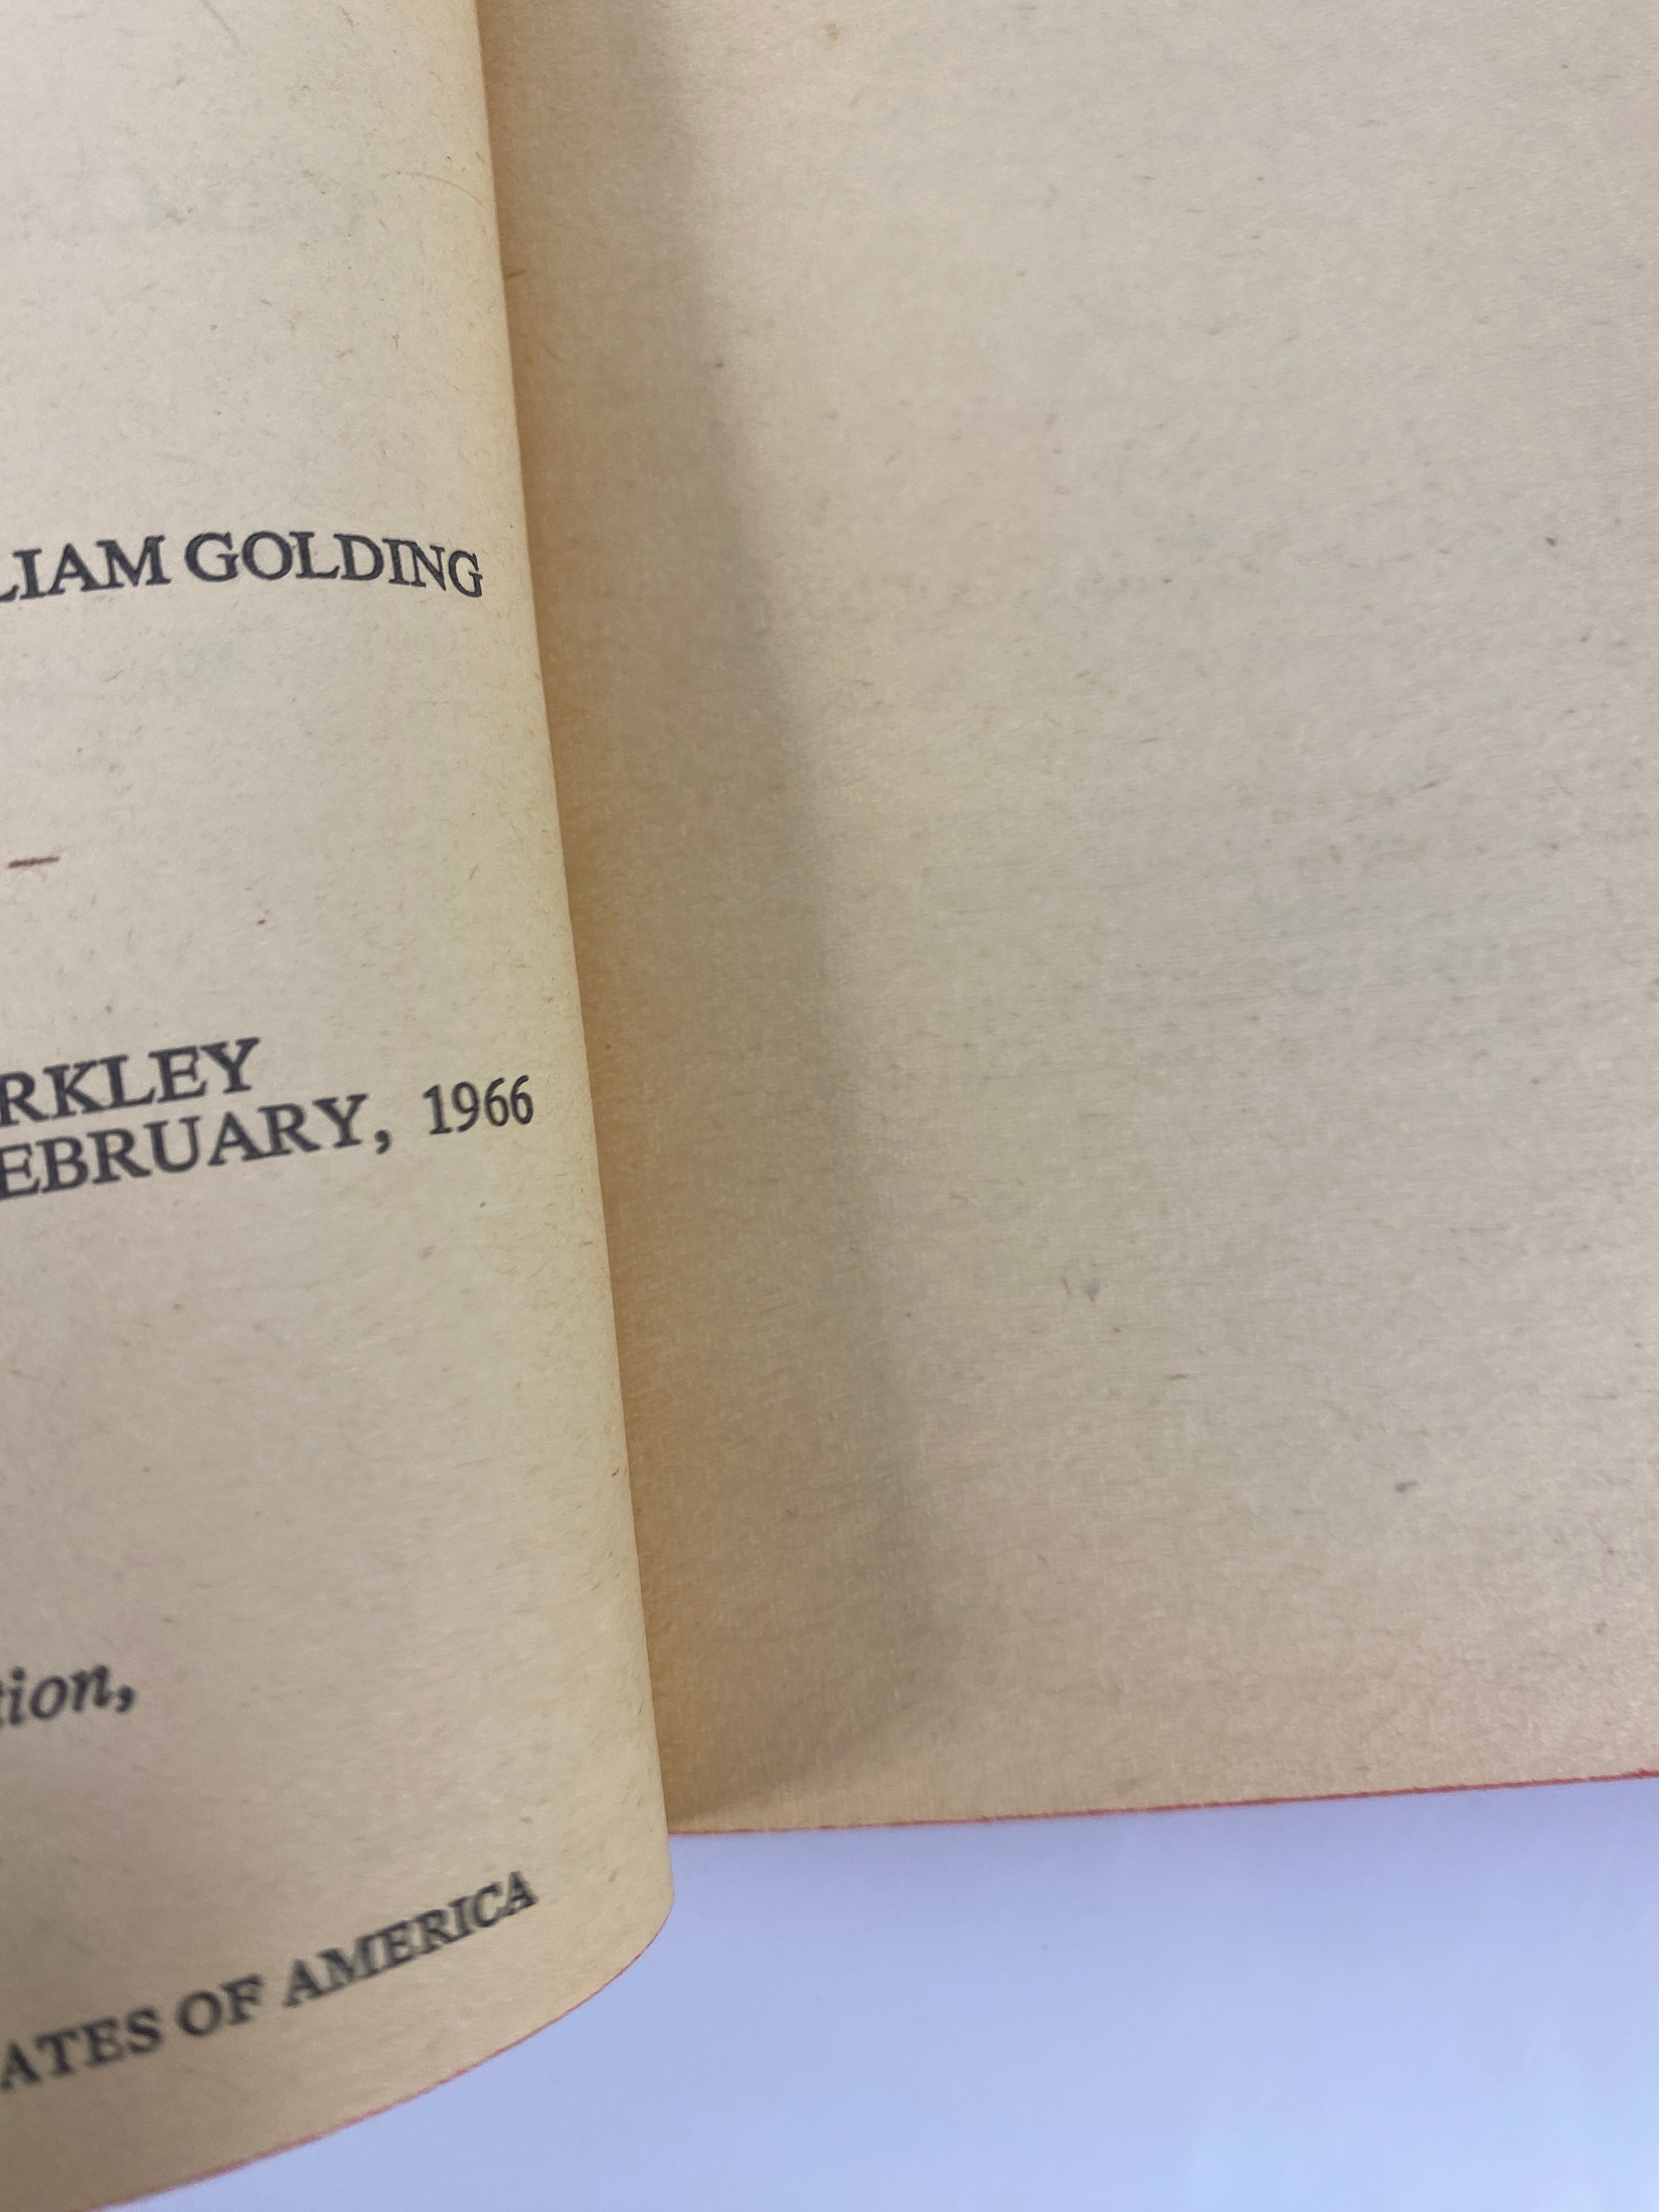 LIAM GOLDING
RKLEY
EBRUARY, 1966
tion,
ATES OF AMERICA